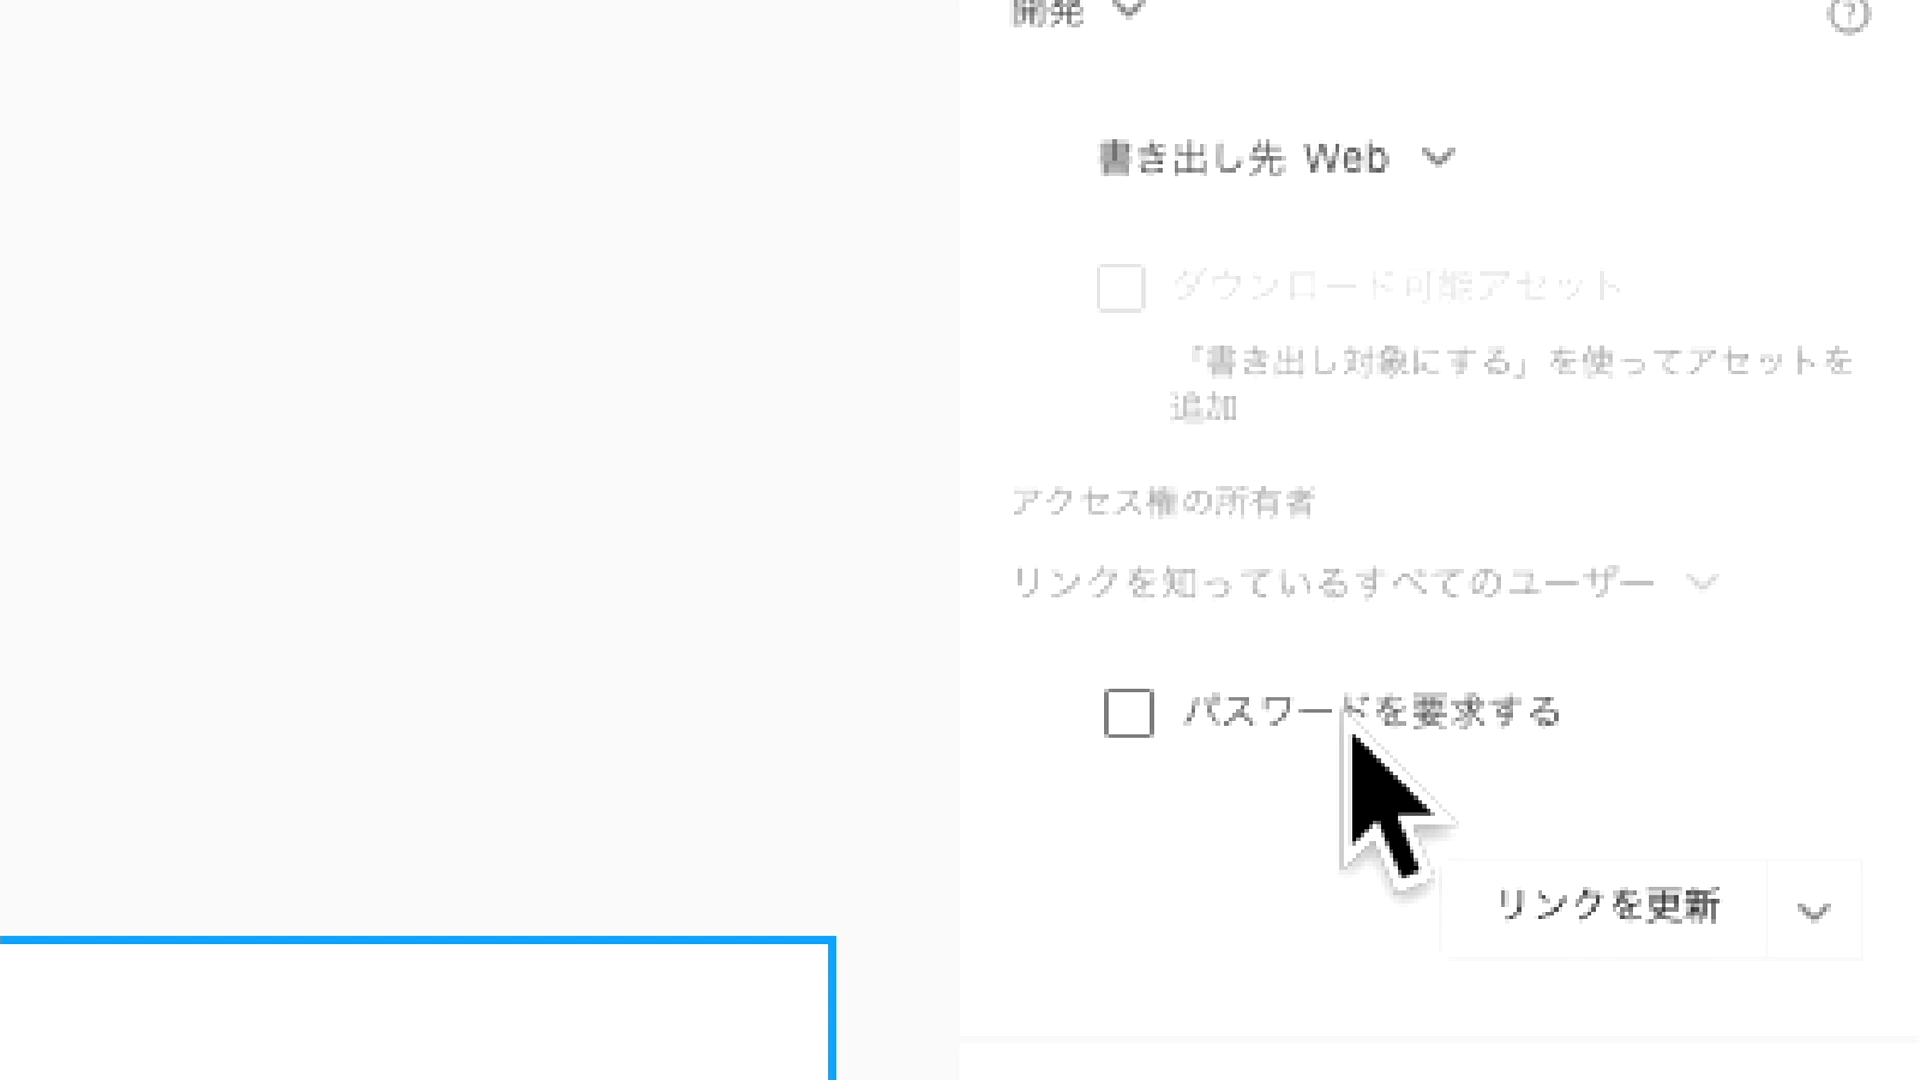 開発
書き出し先 Web
ダウンロード可能アセット
「書き出し対象にする」を使ってアセットを
追加
アクセス権の所有者
リンクを知っているすべてのユーザー
パスワードを要求する
リンクを更新